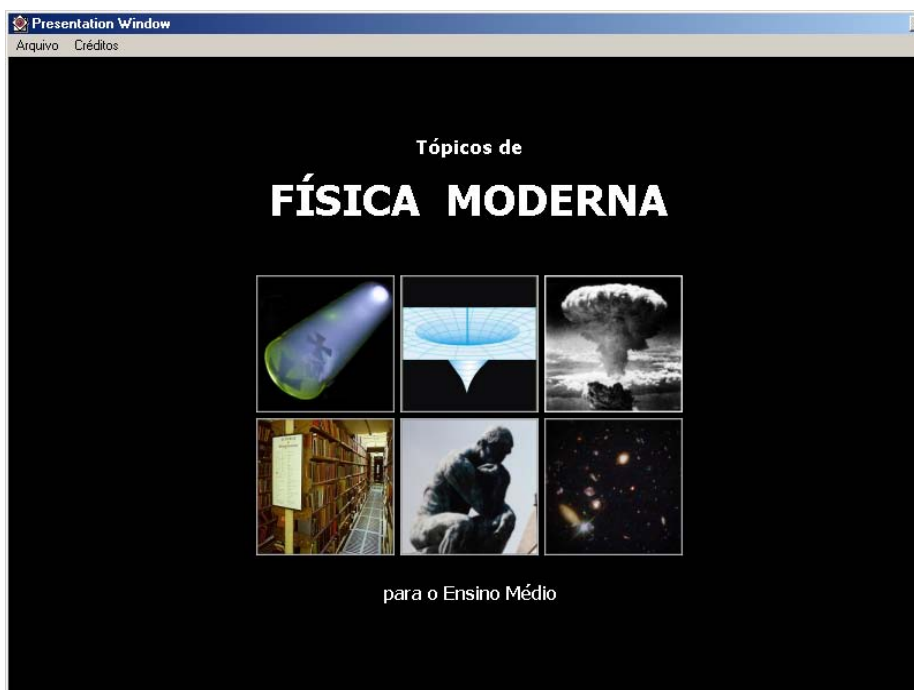 Presentation Window
Arquivo Créditos
Tópicos de
FÍSICA MODERNA
para o Ensino Médio